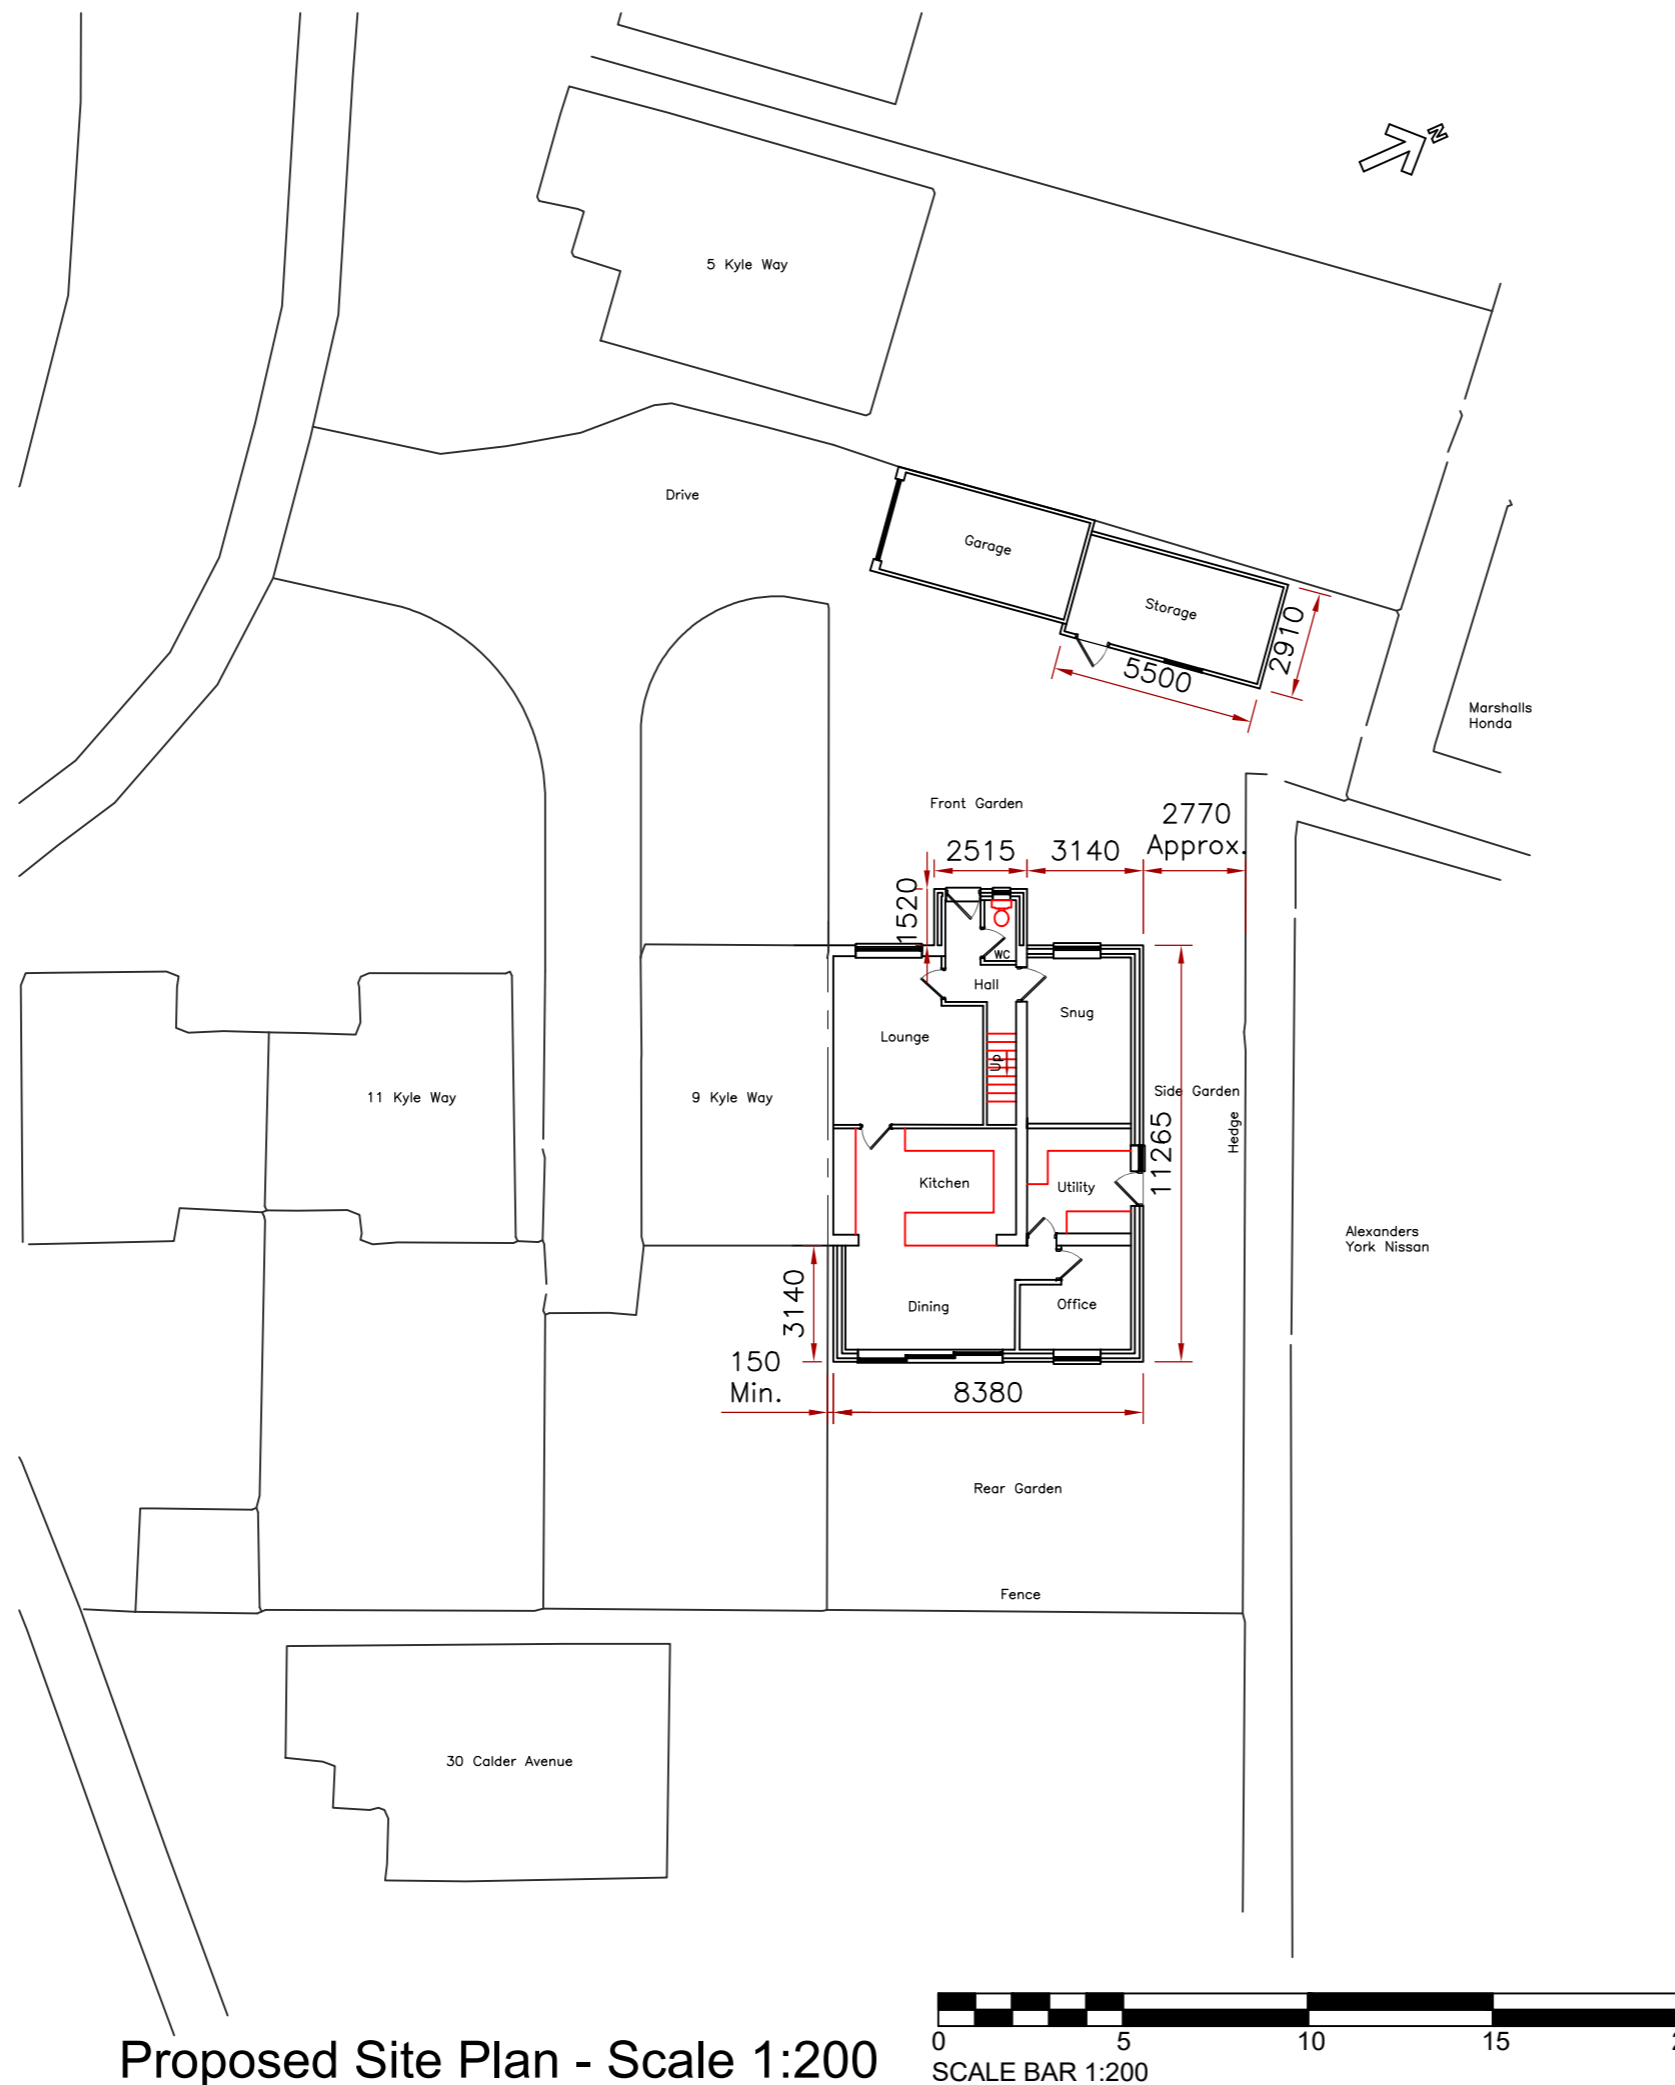 N
5 Kyle Way
Drive
Garage
Storage
2910
5500
Marshalls
Honda
Front Garden
2770
Approx.
2515
3140
1520
WC
Hall
Snug
Lounge
UP
Side Garden
11 Kyle Way
9 Kyle Way
Hedge
11265
Kitchen
Utility
Alexanders
York Nissan
3140
Dining
Office
150
Min.
8380
Rear Garden
Fence
30 Calder Avenue
0 5 10 15 2
Proposed Site Plan - Scale 1:200
SCALE BAR 1:200